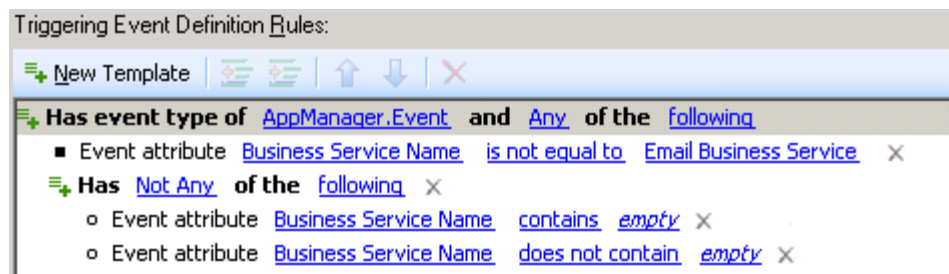 Triggering Event Definition Rules:
New Template
Has event type of AppManager.Event and Any of the following
Event attribute Business Service Name is not equal to Email Business Service
Has Not Any of the following
Event attribute Business Service Name contains empty
Event attribute Business Service Name does not contain empty